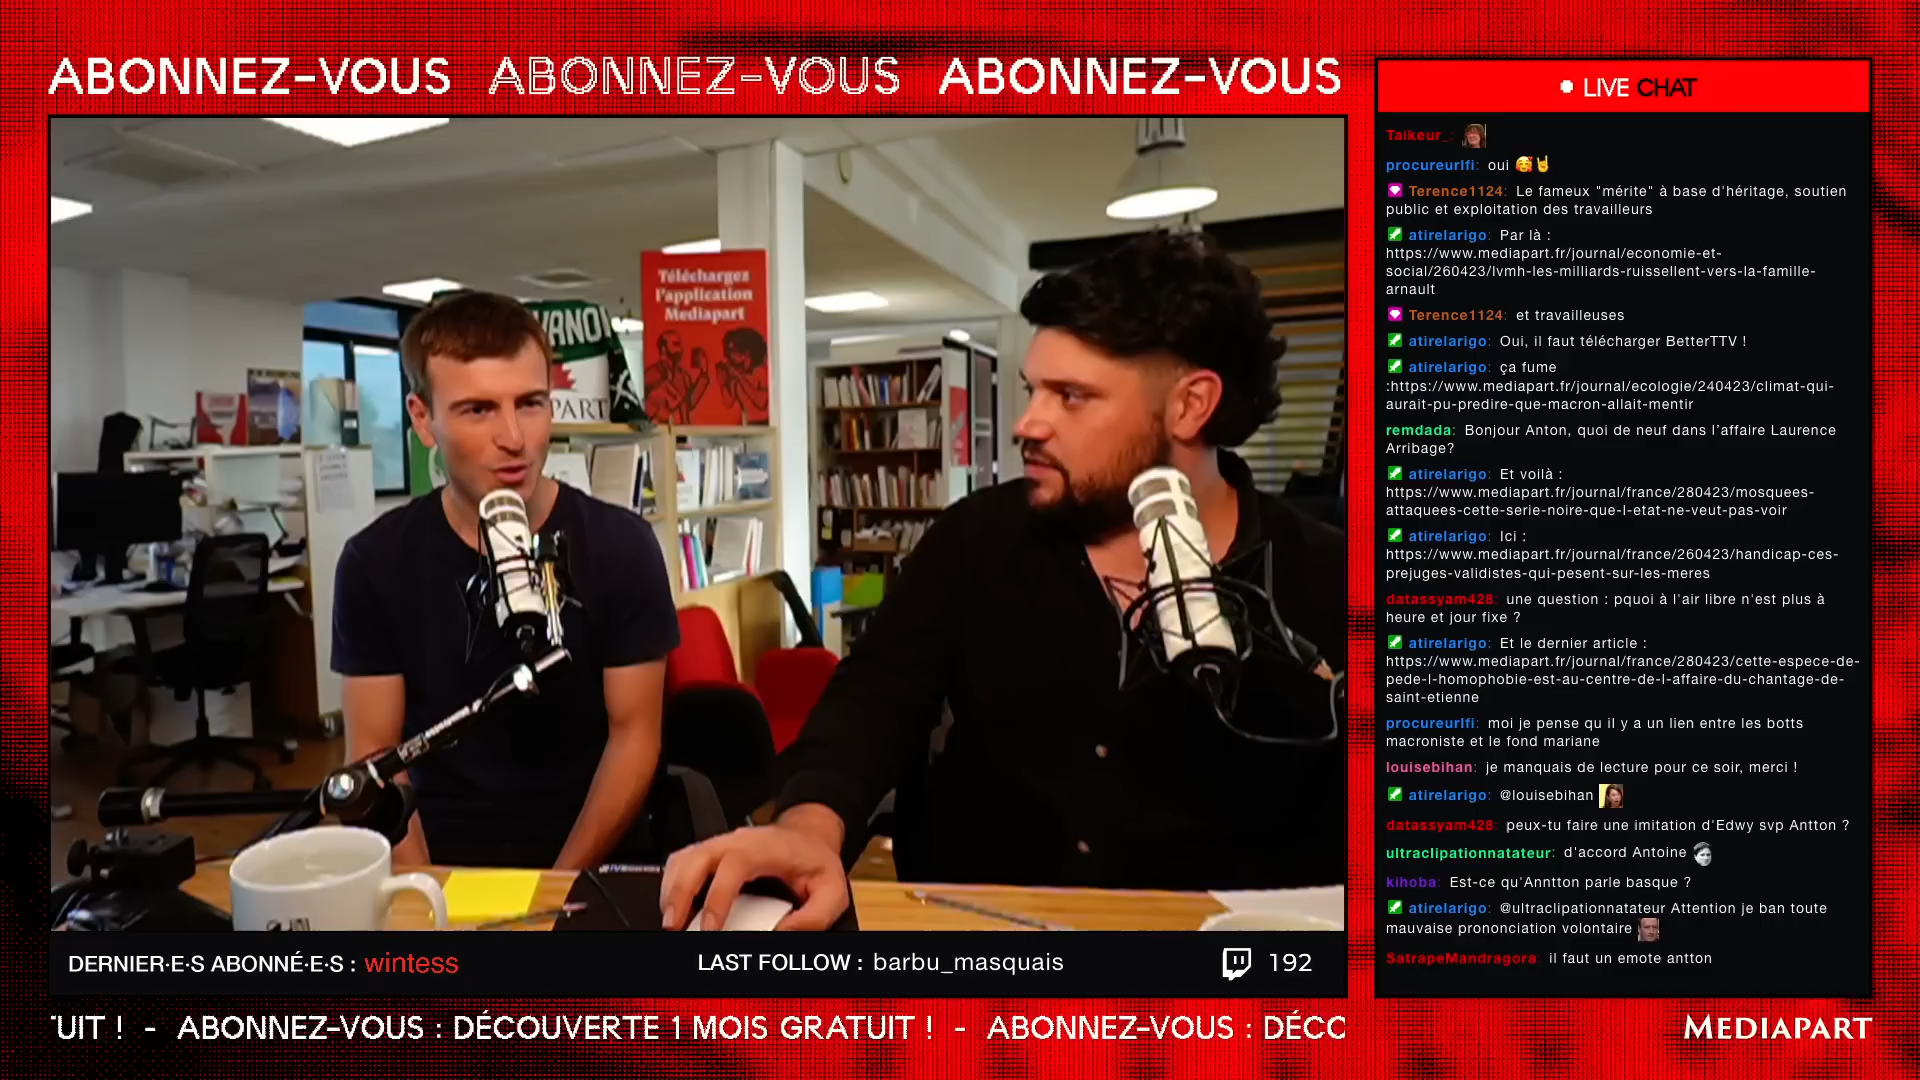 ABONNEZ-VOUS ABONNEZ-VOUS ABONNEZ-VOUS
Téléchargez
l'application
Mediapart
PART
DERNIER·E·S ABONNÉ·E·S : wintess
LAST FOLLOW : barbu_masquais
192
UIT ! - ABONNEZ-VOUS : DÉCOUVERTE 1 MOIS GRATUIT ! - ABONNEZ-VOUS : DÉCO
LIVE CHAT
Talkeur_:
procureurlfi: oui 🥰🤘
Terence1124: Le fameux "mérite" à base d'héritage, soutien
public et exploitation des travailleurs
atirelarigo: Par là :
https://www.mediapart.fr/journal/economie-et-
social/260423/lvmh-les-milliards-ruissellent-vers-la-famille-
arnault
Terence1124: et travailleuses
atirelarigo: Oui, il faut télécharger BetterTTV !
atirelarigo: ça fume
:https://www.mediapart.fr/journal/ecologie/240423/climat-qui-
aurait-pu-predire-que-macron-allait-mentir
remdada: Bonjour Anton, quoi de neuf dans l'affaire Laurence
Arribage?
atirelarigo: Et voilà :
https://www.mediapart.fr/journal/france/280423/mosquees-
attaquees-cette-serie-noire-que-l-etat-ne-veut-pas-voir
atirelarigo: Ici :
https://www.mediapart.fr/journal/france/260423/handicap-ces-
prejuges-validistes-qui-pesent-sur-les-meres
datassyam428: une question : pquoi à l'air libre n'est plus à
heure et jour fixe ?
atirelarigo: Et le dernier article :
https://www.mediapart.fr/journal/france/280423/cette-espece-de-
pede-l-homophobie-est-au-centre-de-l-affaire-du-chantage-de-
saint-etienne
procureurlfi: moi je pense qu il y a un lien entre les botts
macroniste et le fond mariane
louisebihan: je manquais de lecture pour ce soir, merci !
atirelarigo: @louisebihan
datassyam428: peux-tu faire une imitation d'Edwy svp Antton ?
ultraclipationnatateur: d'accord Antoine
kihoba: Est-ce qu'Anntton parle basque ?
atirelarigo: @ultraclipationnatateur Attention je ban toute
mauvaise prononciation volontaire
SatrapeMandragora: il faut un emote antton
MEDIAPART